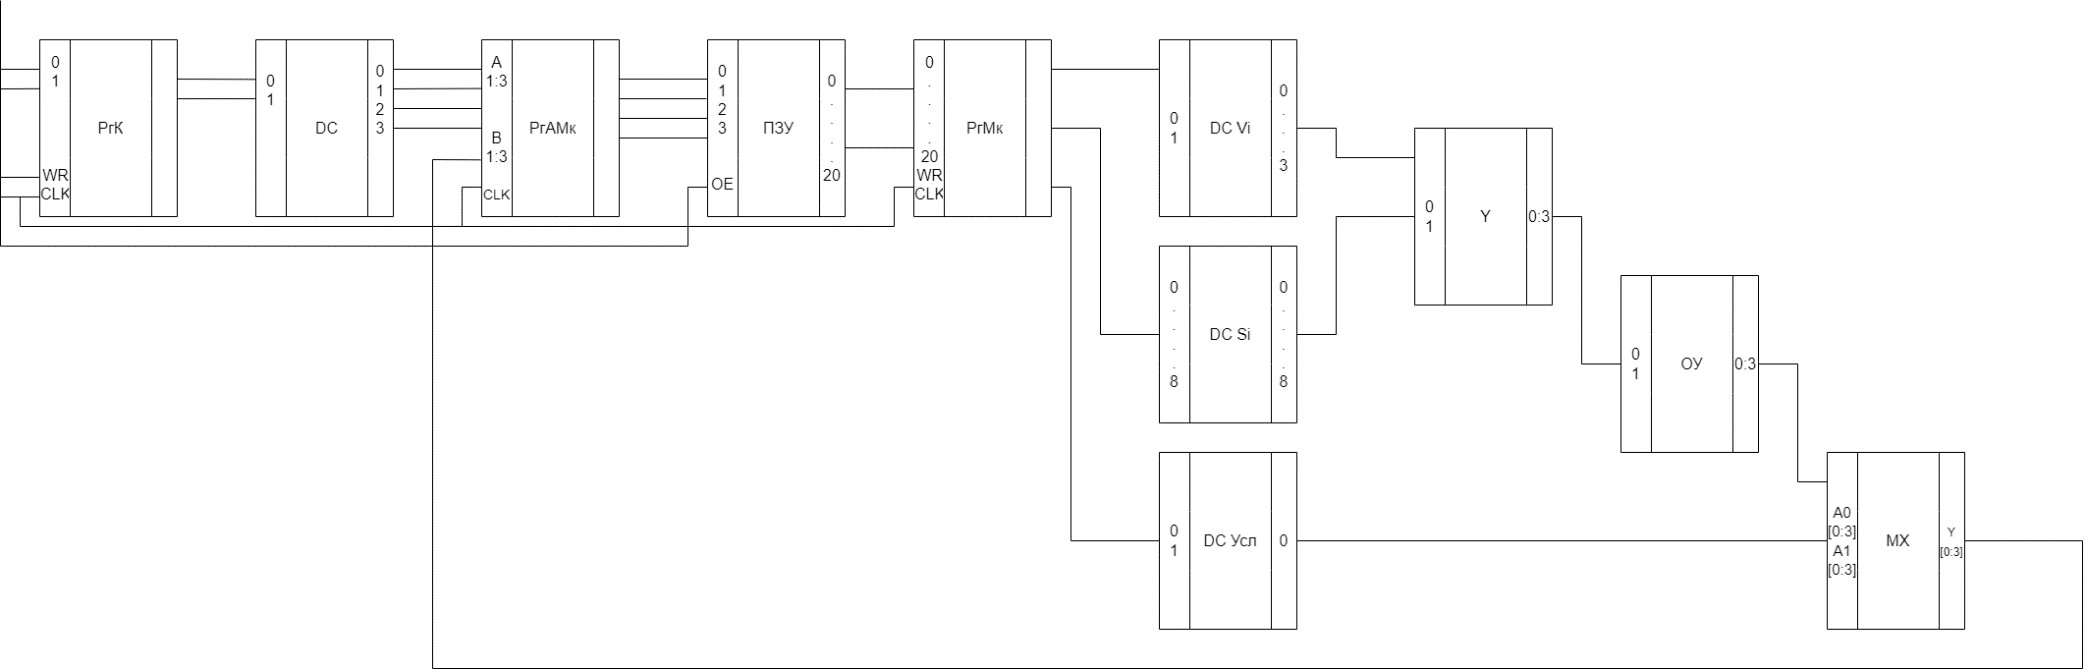 0
1
РгК
WR
CLK
0
1
DC
0
1
2
3
A
1:3
B
1:3
CLK
РгАМк
0
1
2
3
OE
ПЗУ
0
.
.
.
.
20
0
.
.
.
.
20
WR
CLK
РгМк
0
1
DC Vi
0
.
.
.
3
0
.
.
.
.
8
DC Si
0
.
.
.
.
8
0
1
DC Усл
0
0
1
Y
0:3
0
1
ОУ
0:3
A0
[0:3]
A1
[0:3]
MX
Y
[0:3]